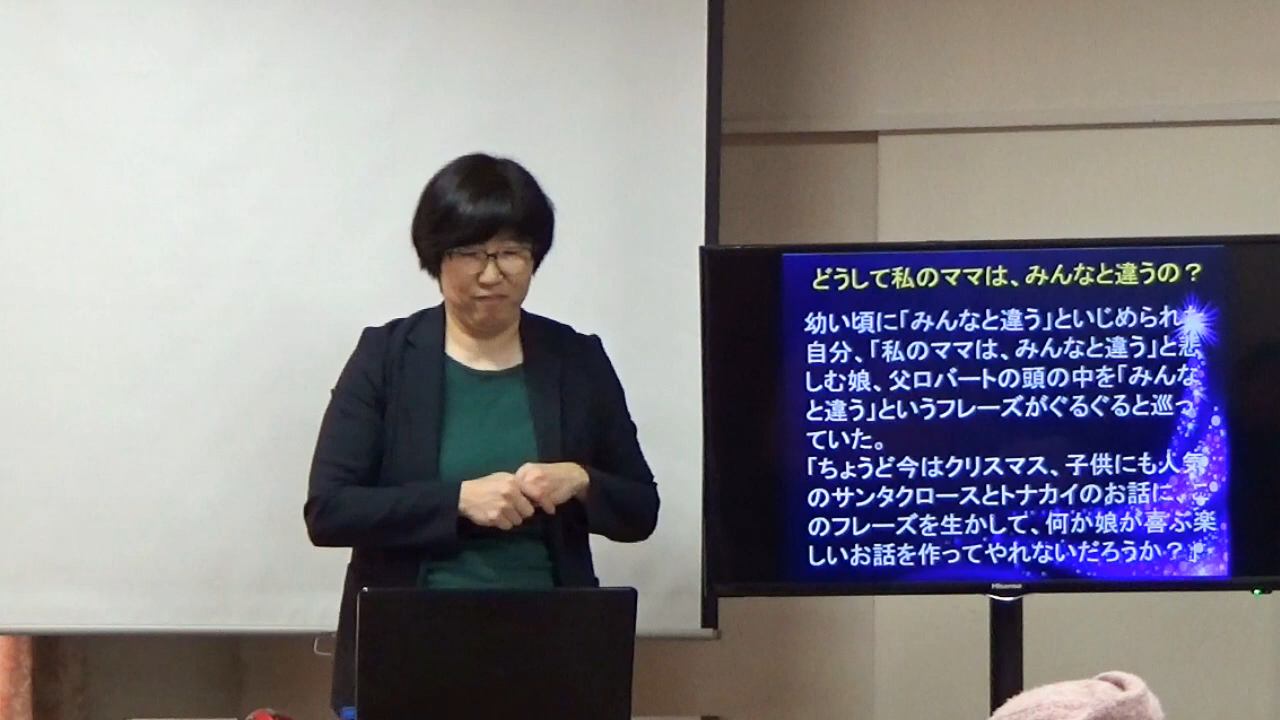 どうして私のママは、みんなと違うの？
幼い頃に「みんなと違う」といじめられた
自分、「私のママは、みんなと違う」と悲
しむ娘、父ロバートの頭の中を「みんな
と違う」というフレーズがぐるぐると巡っ
ていた。
「ちょうど今はクリスマス、子供にも人気
のサンタクロースとトナカイのお話に、こ
のフレーズを生かして、何か娘が喜ぶ楽
しいお話を作ってやれないだろうか？」
Hisense